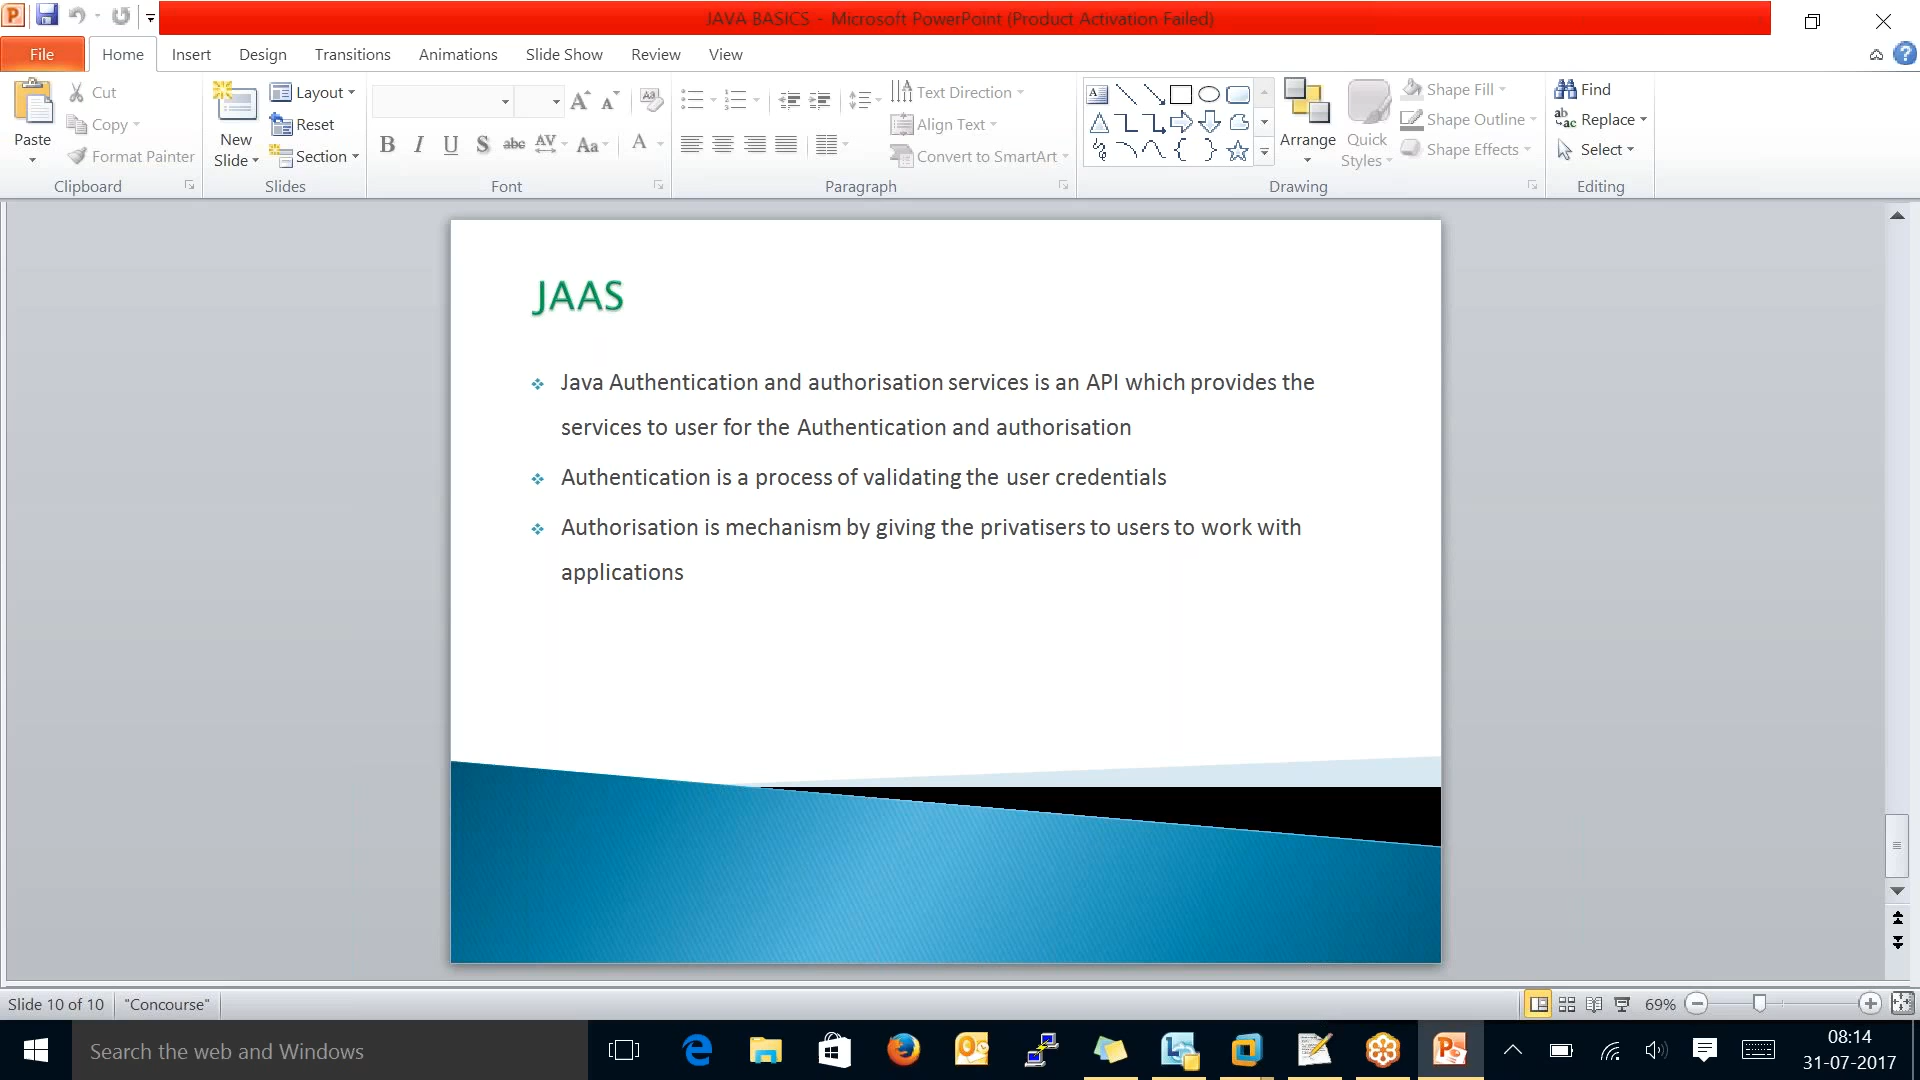 JAVA BASICS - Microsoft PowerPoint (Product Activation Failed)
File Home Insert Design Transitions Animations Slide Show Review View
Paste
Cut
Copy
Format Painter
Clipboard
New
Slide
Layout
Reset
Section
Slides
B I U S abc AV Aa A
Font
Text Direction
Align Text
Convert to SmartArt
Paragraph
Arrange
Quick
Styles
Shape Fill
Shape Outline
Shape Effects
Drawing
Find
Replace
Select
Editing
JAAS
Java Authentication and authorisation services is an API which provides the
services to user for the Authentication and authorisation
Authentication is a process of validating the user credentials
Authorisation is mechanism by giving the privatisers to users to work with
applications
Slide 10 of 10 "Concourse" 69%
Search the web and Windows
08:14
31-07-2017